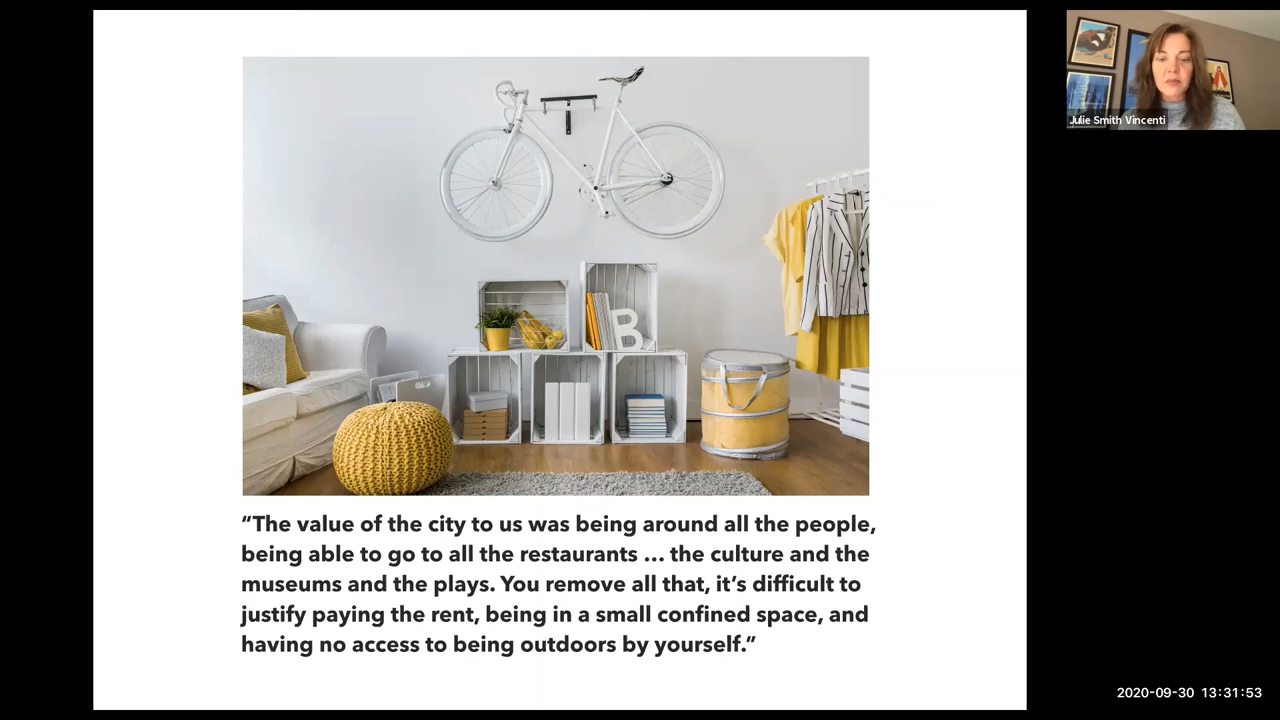 Julie Smith Vincenti
B
“The value of the city to us was being around all the people,
being able to go to all the restaurants … the culture and the
museums and the plays. You remove all that, it’s difficult to
justify paying the rent, being in a small confined space, and
having no access to being outdoors by yourself.”
2020-09-30 13:31:53